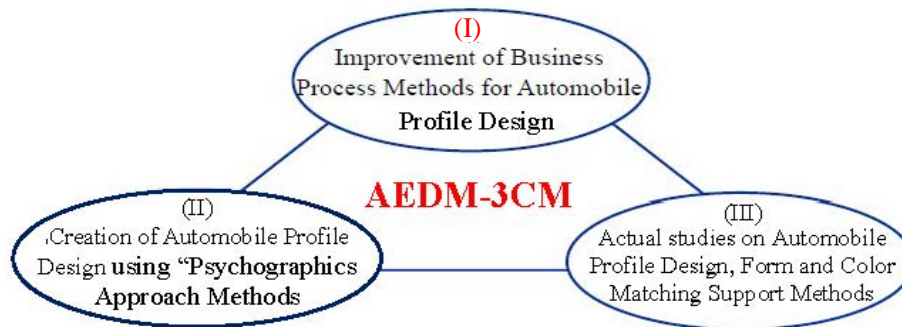 (I)
Improvement of Business
Process Methods for Automobile
Profile Design
AEDM-3CM
(II)
.Creation of Automobile Profile
Design using “Psychographics
Approach Methods
(III)
Actual studies on Automobile
Profile Design, Form and Color
Matching Support Methods